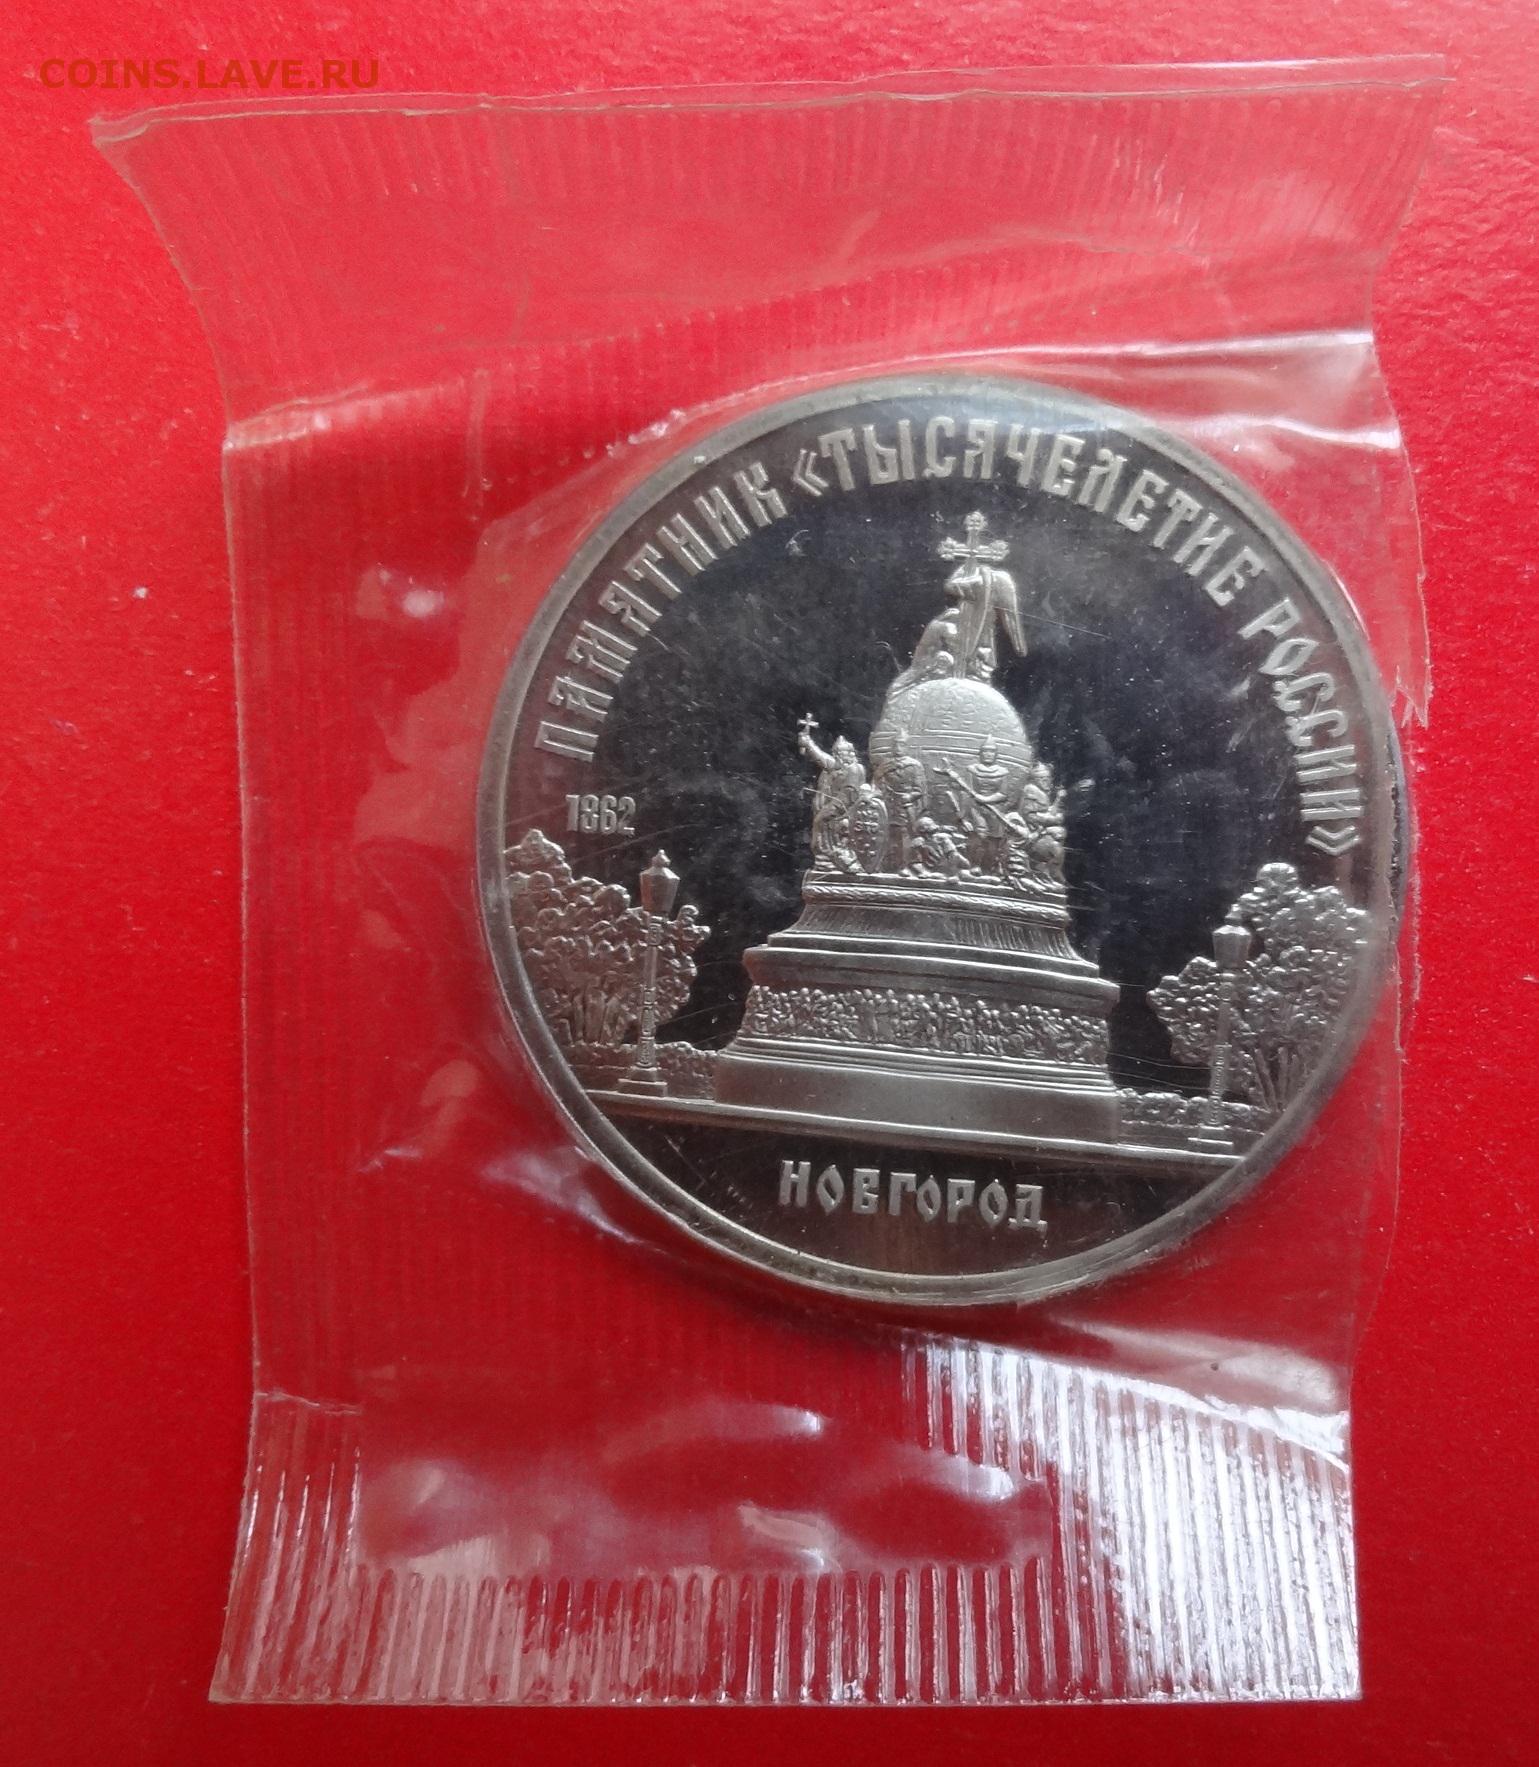 COINS.LAVE.RU
ПАМЯТНИК «ТЫСЯЧЕЛЕТИЕ РОССИИ»
1862
НОВГОРОД